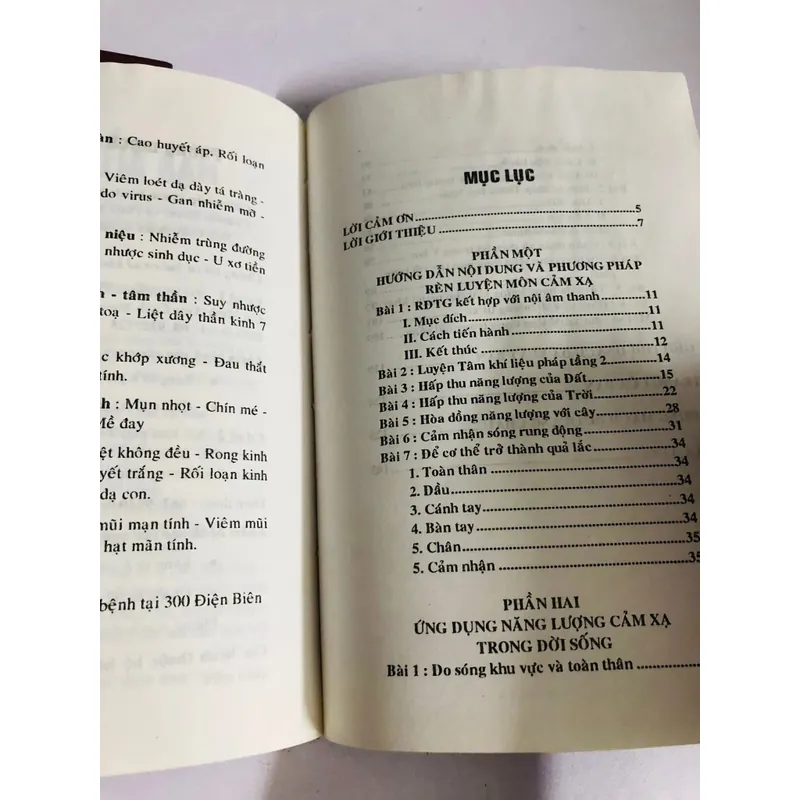 àn : Cao huyết áp. Rối loạn
Viêm loét dạ dày tá tràng -
do virus - Gan nhiễm mỡ -
niệu : Nhiễm trùng đường
nhược sinh dục - U xơ tiền
n - tâm thần : Suy nhược
toạ - Liệt dây thần kinh 7
c khớp xương - Đau thắt
tính.
h : Mụn nhọt - Chín mé -
Mề đay
ệt không đều - Rong kinh
uyết trắng - Rối loạn kinh
dạ con.
mũi mạn tính - Viêm mũi
hạt mãn tính.
bệnh tại 300 Điện Biên
MỤC LỤC
LỜI CẢM ƠN 5
LỜI GIỚI THIỆU 7
PHẦN MỘT
HƯỚNG DẪN NỘI DUNG VÀ PHƯƠNG PHÁP
RÈN LUYỆN MÔN CẢM XẠ
Bài 1 : RĐTG kết hợp với nội âm thanh 11
I. Mục đích 11
II. Cách tiến hành 11
III. Kết thúc 12
Bài 2 : Luyện Tâm khí liệu pháp tầng 2 14
Bài 3 : Hấp thu năng lượng của Đất 15
Bài 4 : Hấp thu năng lượng của Trời 22
Bài 5 : Hòa đồng năng lượng với cây 28
Bài 6 : Cảm nhận sóng rung động 31
Bài 7 : Để cơ thể trở thành quả lắc 34
1. Toàn thân 34
2. Đầu 34
3. Cánh tay 34
4. Bàn tay 34
5. Chân 35
5. Cảm nhận 35
PHẦN HAI
ỨNG DỤNG NĂNG LƯỢNG CẢM XẠ
TRONG ĐỜI SỐNG
Bài 1 : Đo sóng khu vực và toàn thân